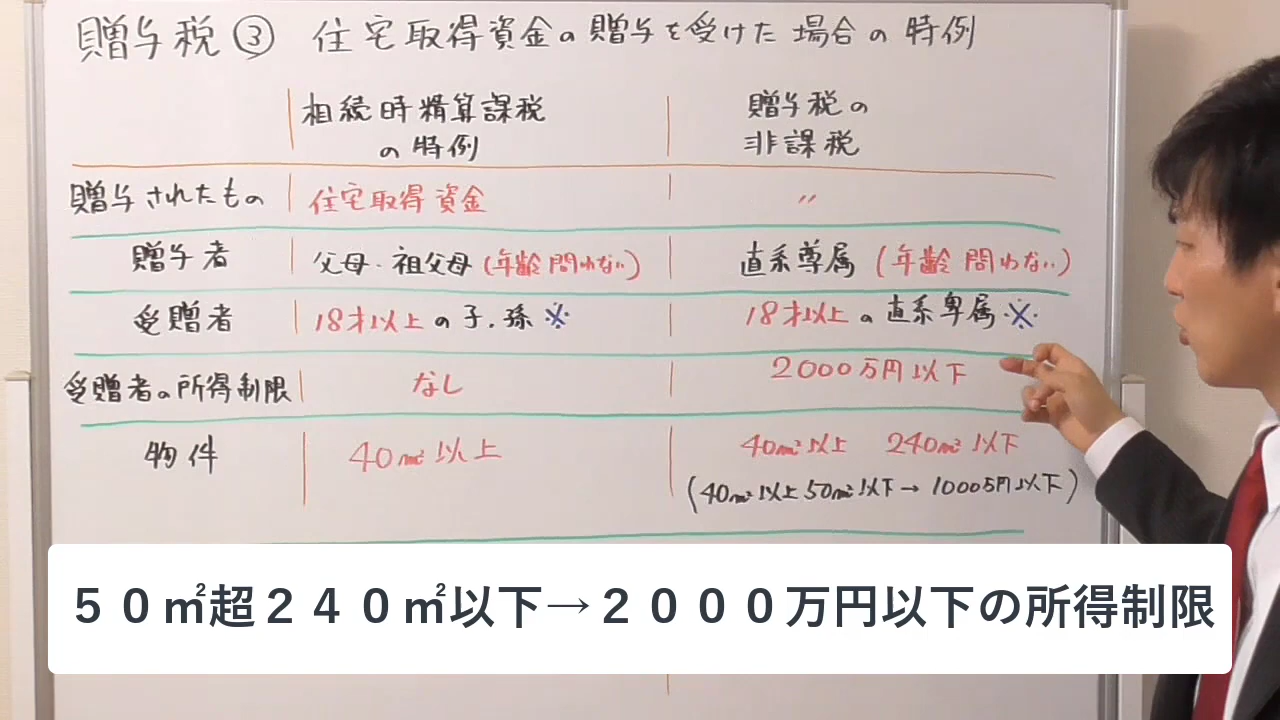 贈与税③ 住宅取得資金の贈与を受けた場合の特例
相続時精算課税の特例
贈与税の非課税
贈与されたもの 住宅取得資金 〃
贈与者 父母・祖父母(年齢問わない) 直系尊属(年齢問わない)
受贈者 18才以上の子・孫※ 18才以上の直系卑属※
受贈者の所得制限 なし 2000万円以下
物件 40㎡以上 40㎡以上 240㎡以下
(40㎡以上50㎡以下→1000万円以下)
50㎡超240㎡以下→2000万円以下の所得制限